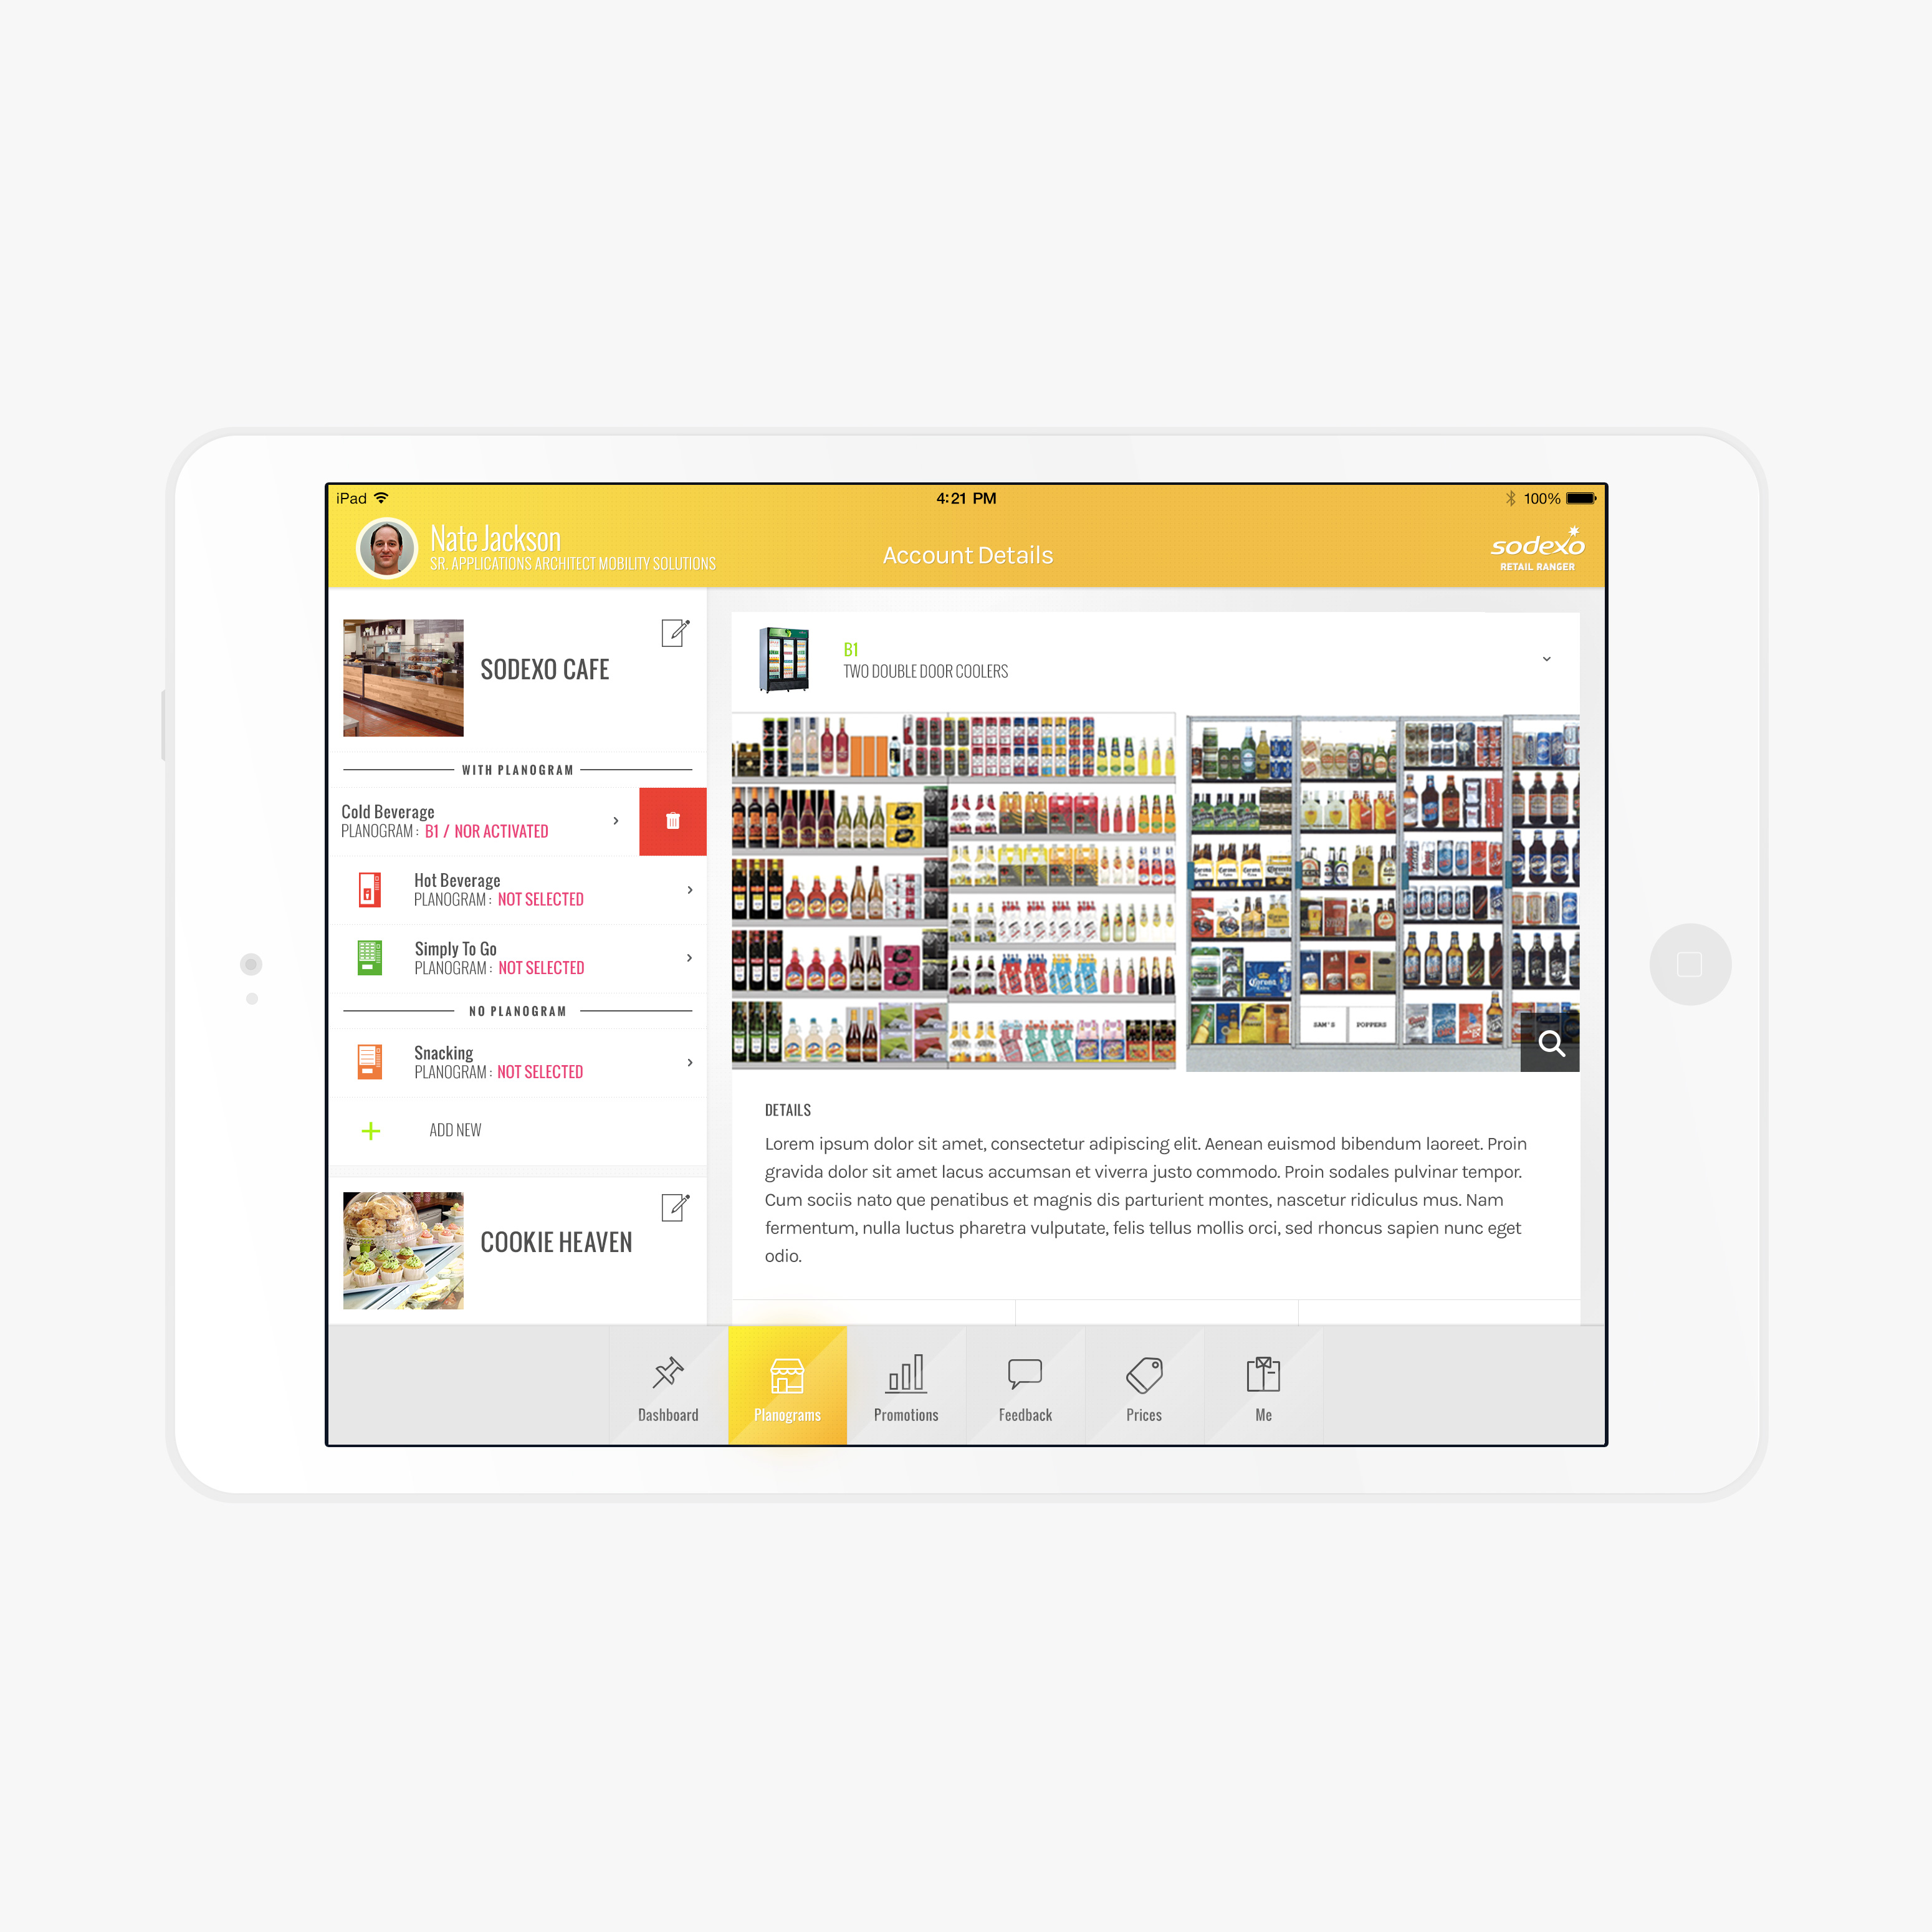 iPad
4:21 PM
100%
Nate Jackson
SR. APPLICATIONS ARCHITECT MOBILITY SOLUTIONS
Account Details
sodexo
RETAIL RANGER
SODEXO CAFE
WITH PLANOGRAM
Cold Beverage
PLANOGRAM : B1 / NOR ACTIVATED
Hot Beverage
PLANOGRAM : NOT SELECTED
Simply To Go
PLANOGRAM : NOT SELECTED
NO PLANOGRAM
Snacking
PLANOGRAM : NOT SELECTED
ADD NEW
COOKIE HEAVEN
B1
TWO DOUBLE DOOR COOLERS
Corona Corona
Corona
SAM'S POPPERS
DETAILS
Lorem ipsum dolor sit amet, consectetur adipiscing elit. Aenean euismod bibendum laoreet. Proin
gravida dolor sit amet lacus accumsan et viverra justo commodo. Proin sodales pulvinar tempor.
Cum sociis nato que penatibus et magnis dis parturient montes, nascetur ridiculus mus. Nam
fermentum, nulla luctus pharetra vulputate, felis tellus mollis orci, sed rhoncus sapien nunc eget
odio.
Dashboard
Planograms
Promotions
Feedback
Prices
Me